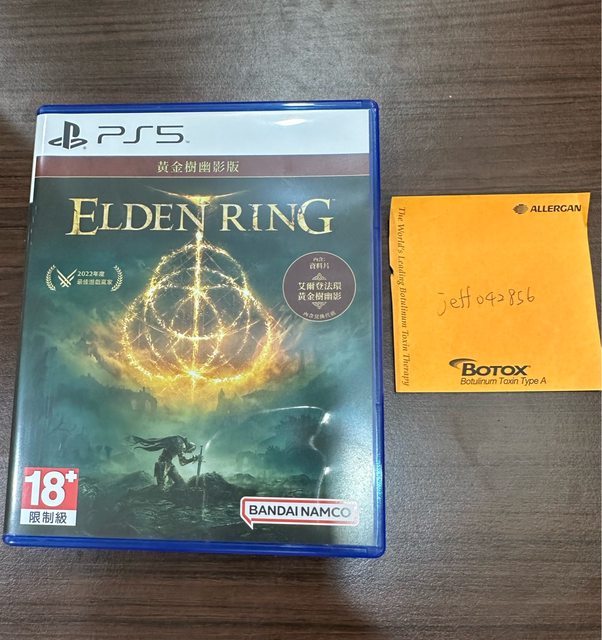 PS5
黃金樹幽影版
ELDEN RING
2022年度
最佳遊戲贏家
內含:
資料片
艾爾登法環
黃金樹幽影
18+
限制級
BANDAI NAMCO
ALLERGAN
The World's Leading Botulinum Toxin Therapy
jeff042856
BOTOX
Botulinum Toxin Type A